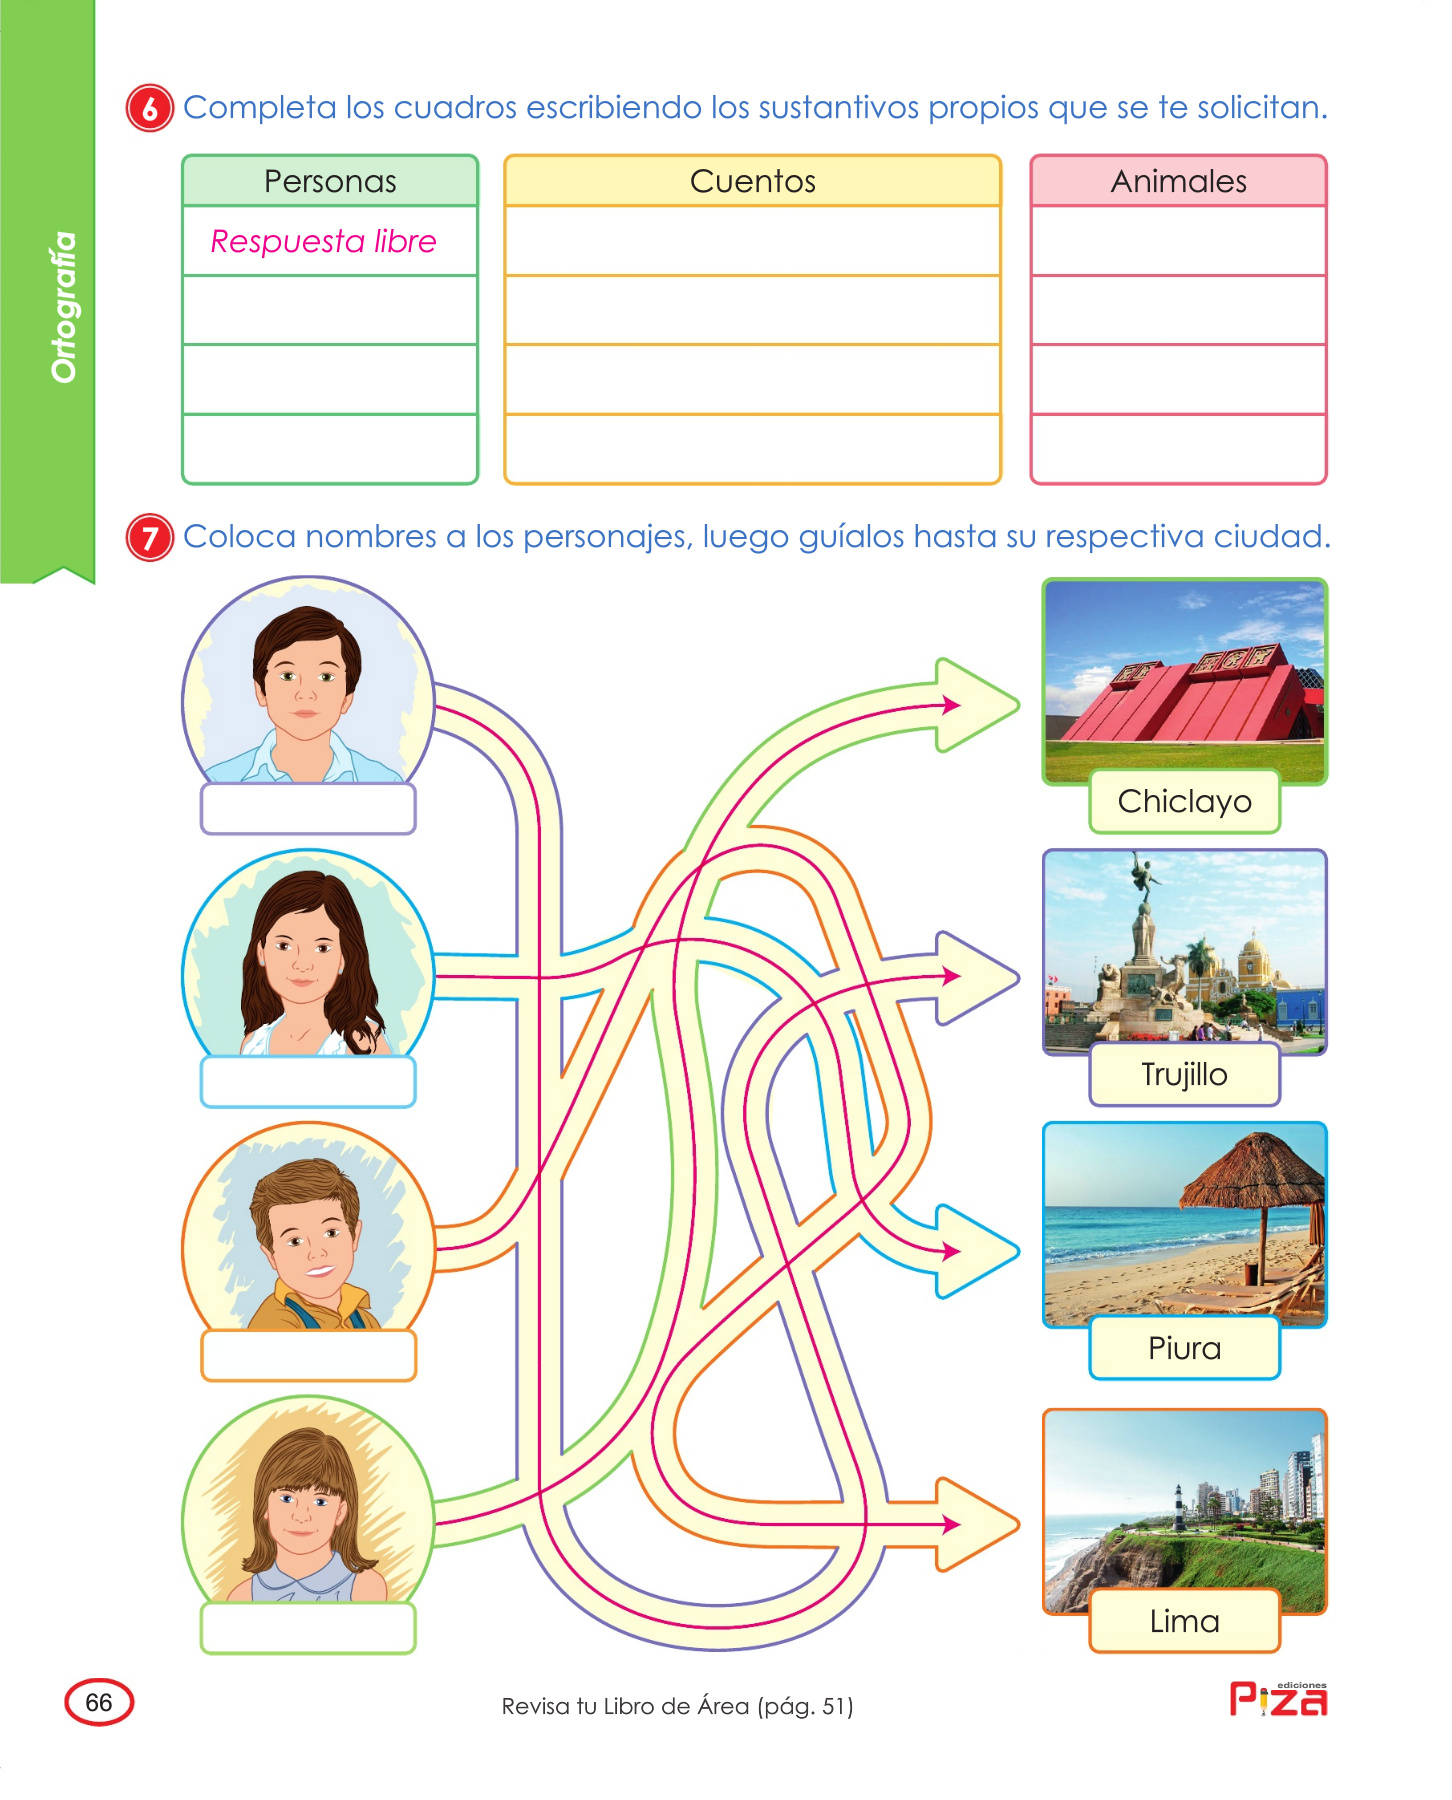 Ortografía
6 Completa los cuadros escribiendo los sustantivos propios que se te solicitan.
Personas
Cuentos
Animales
Respuesta libre
7 Coloca nombres a los personajes, luego guíalos hasta su respectiva ciudad.
Chiclayo
Trujillo
Piura
Lima
66
Revisa tu Libro de Área (pág. 51)
ediciones
Piza